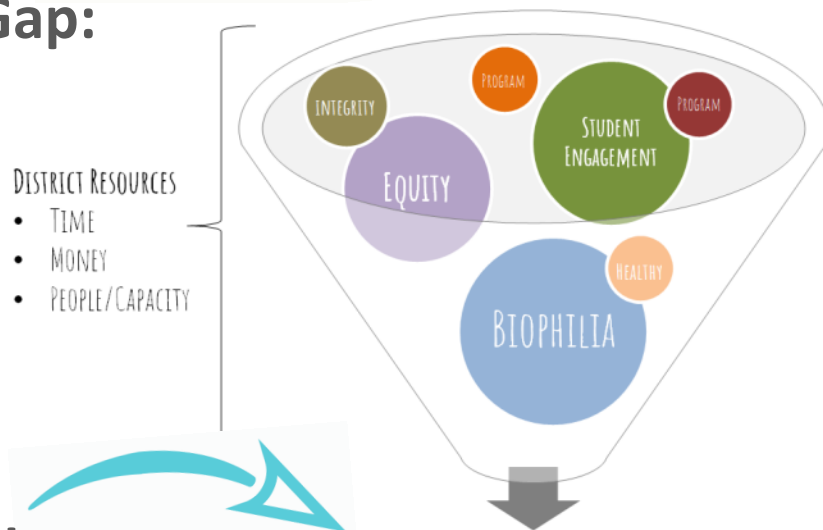 Gap:
DISTRICT RESOURCES
• TIME
• MONEY
• PEOPLE/CAPACITY
INTEGRITY
PROGRAM
PROGRAM
STUDENT
ENGAGEMENT
EQUITY
HEALTHY
BIOPHILIA